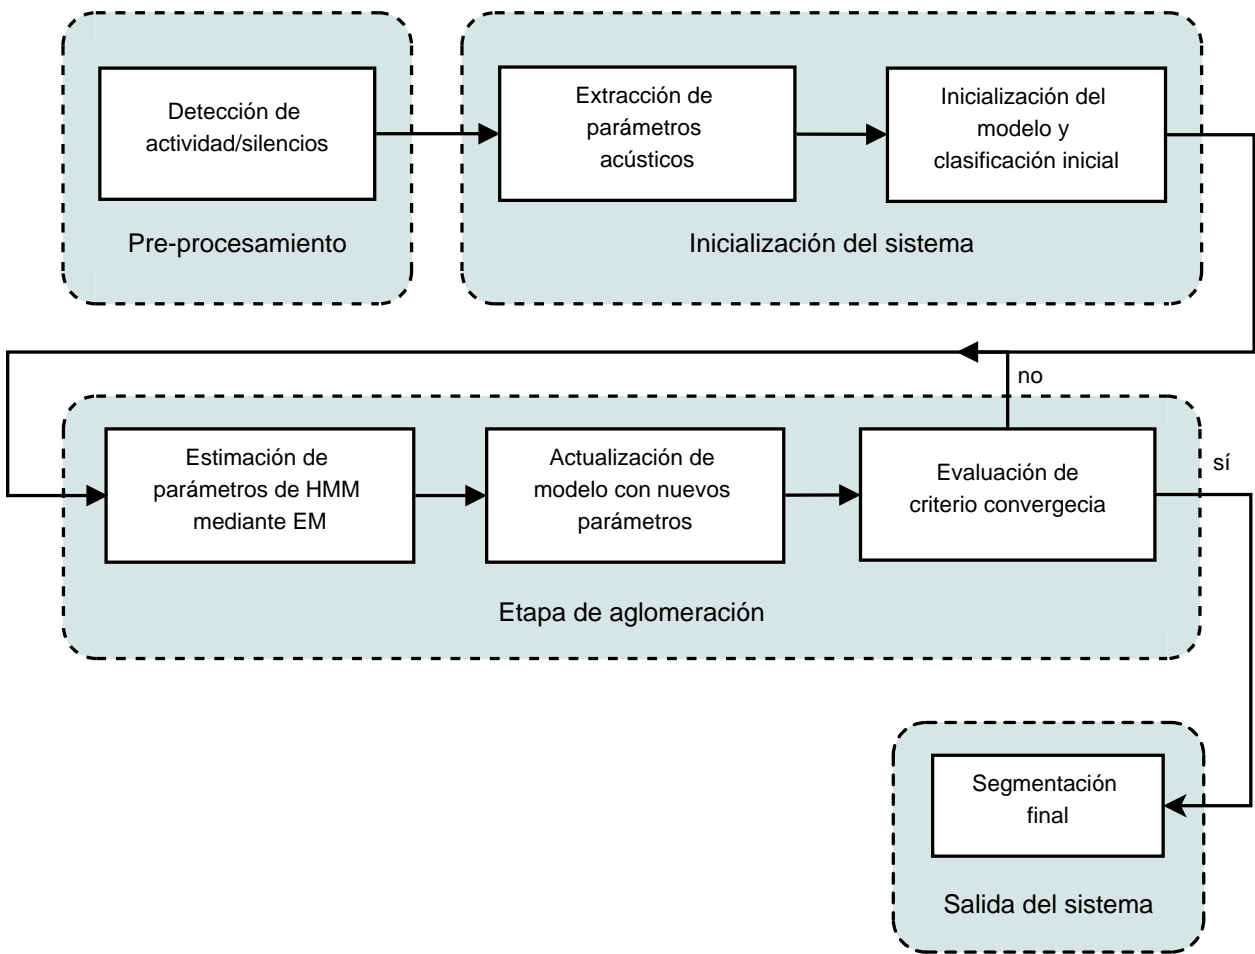 Detección de
actividad/silencios
Pre-procesamiento
Extracción de
parámetros
acústicos
Inicialización del
modelo y
clasificación inicial
Inicialización del sistema
no
Estimación de
parámetros de HMM
mediante EM
Actualización de
modelo con nuevos
parámetros
Evaluación de
criterio convergecia
sí
Etapa de aglomeración
Segmentación
final
Salida del sistema